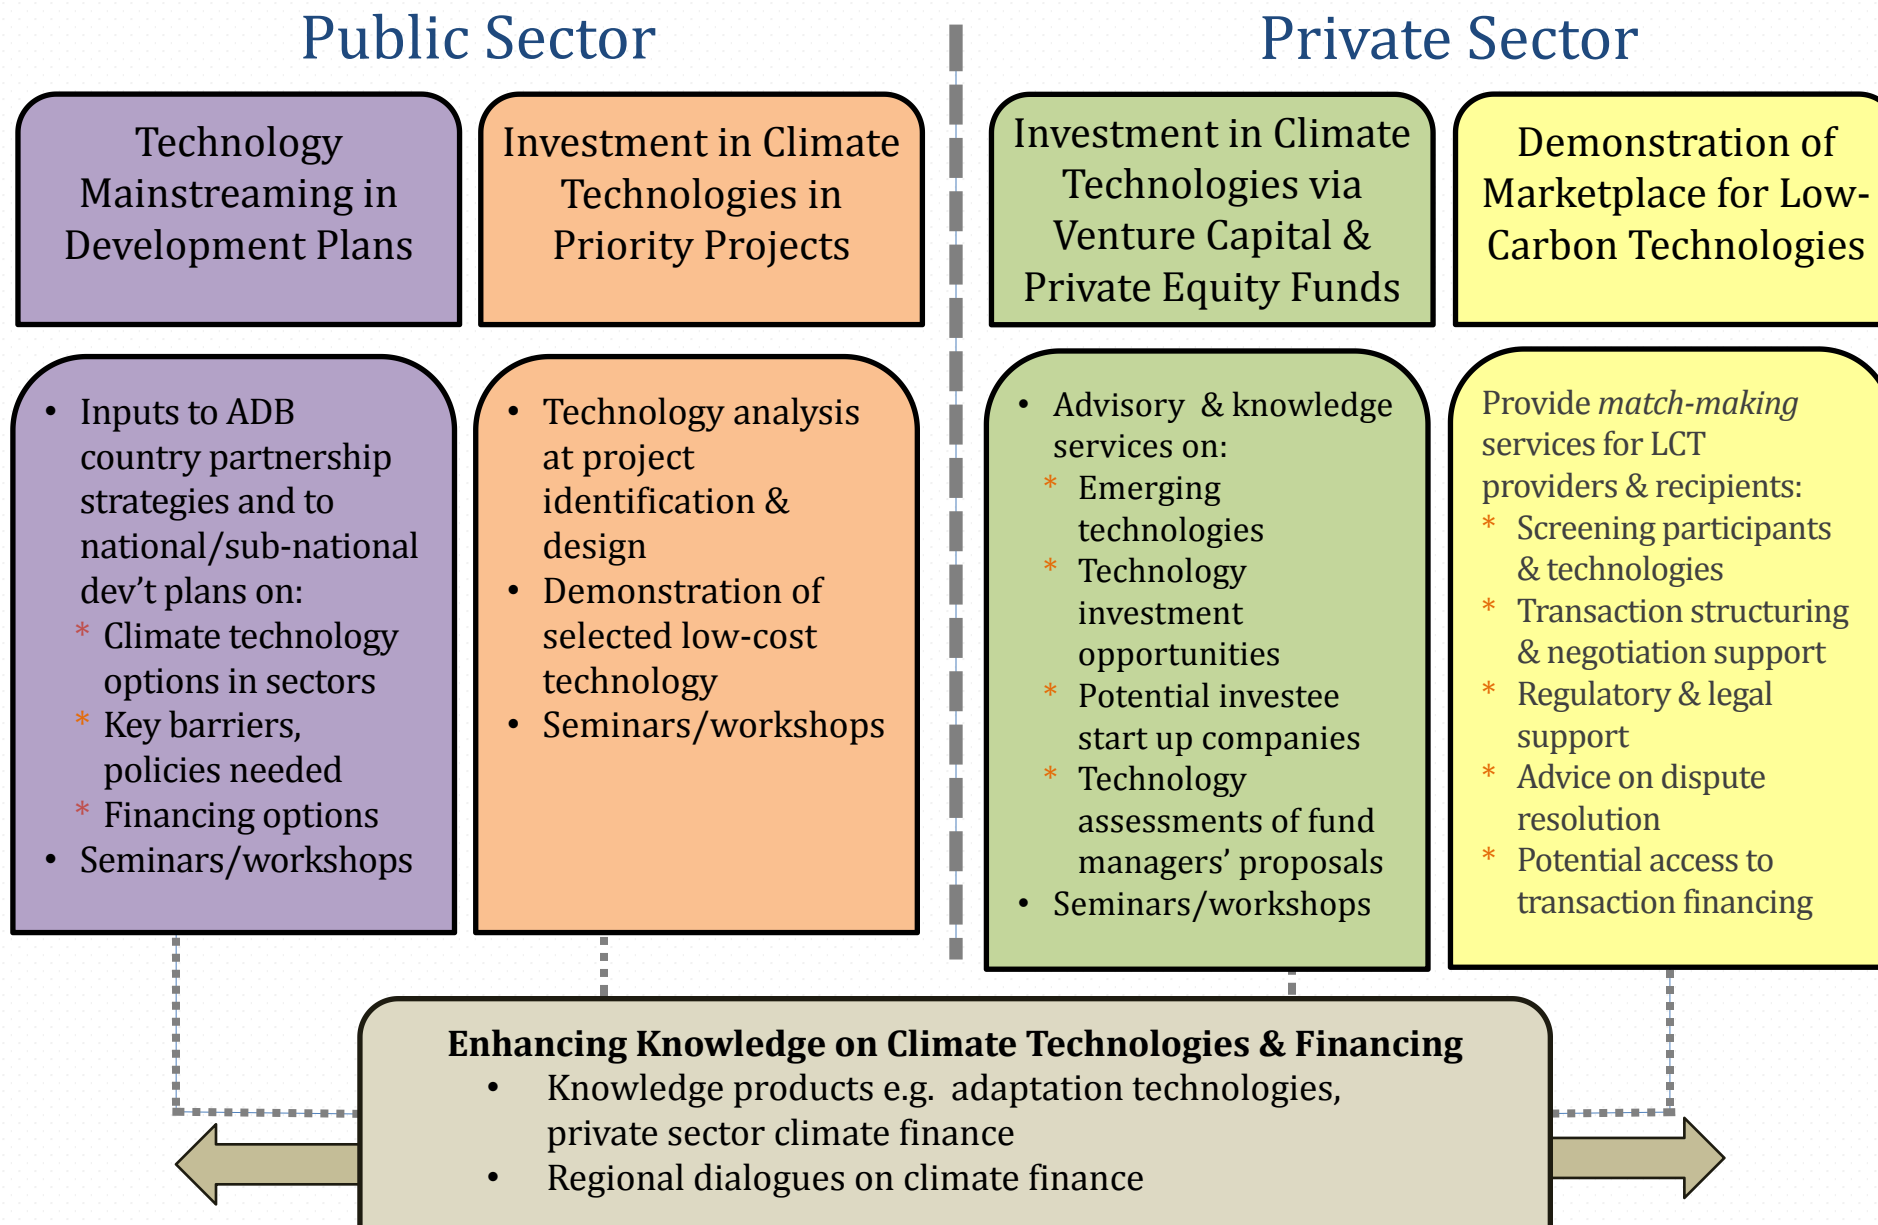 Public Sector
Private Sector
Technology
Mainstreaming in
Development Plans
Investment in Climate
Technologies in
Priority Projects
Investment in Climate
Technologies via
Venture Capital &
Private Equity Funds
Demonstration of
Marketplace for Low-
Carbon Technologies
• Inputs to ADB
country partnership
strategies and to
national/sub-national
dev’t plans on:
* Climate technology
options in sectors
* Key barriers,
policies needed
* Financing options
• Seminars/workshops
• Technology analysis
at project
identification &
design
• Demonstration of
selected low-cost
technology
• Seminars/workshops
• Advisory & knowledge
services on:
* Emerging
technologies
* Technology
investment
opportunities
* Potential investee
start up companies
* Technology
assessments of fund
managers’ proposals
• Seminars/workshops
Provide match-making
services for LCT
providers & recipients:
* Screening participants
& technologies
* Transaction structuring
& negotiation support
* Regulatory & legal
support
* Advice on dispute
resolution
* Potential access to
transaction financing
Enhancing Knowledge on Climate Technologies & Financing
• Knowledge products e.g. adaptation technologies,
private sector climate finance
• Regional dialogues on climate finance